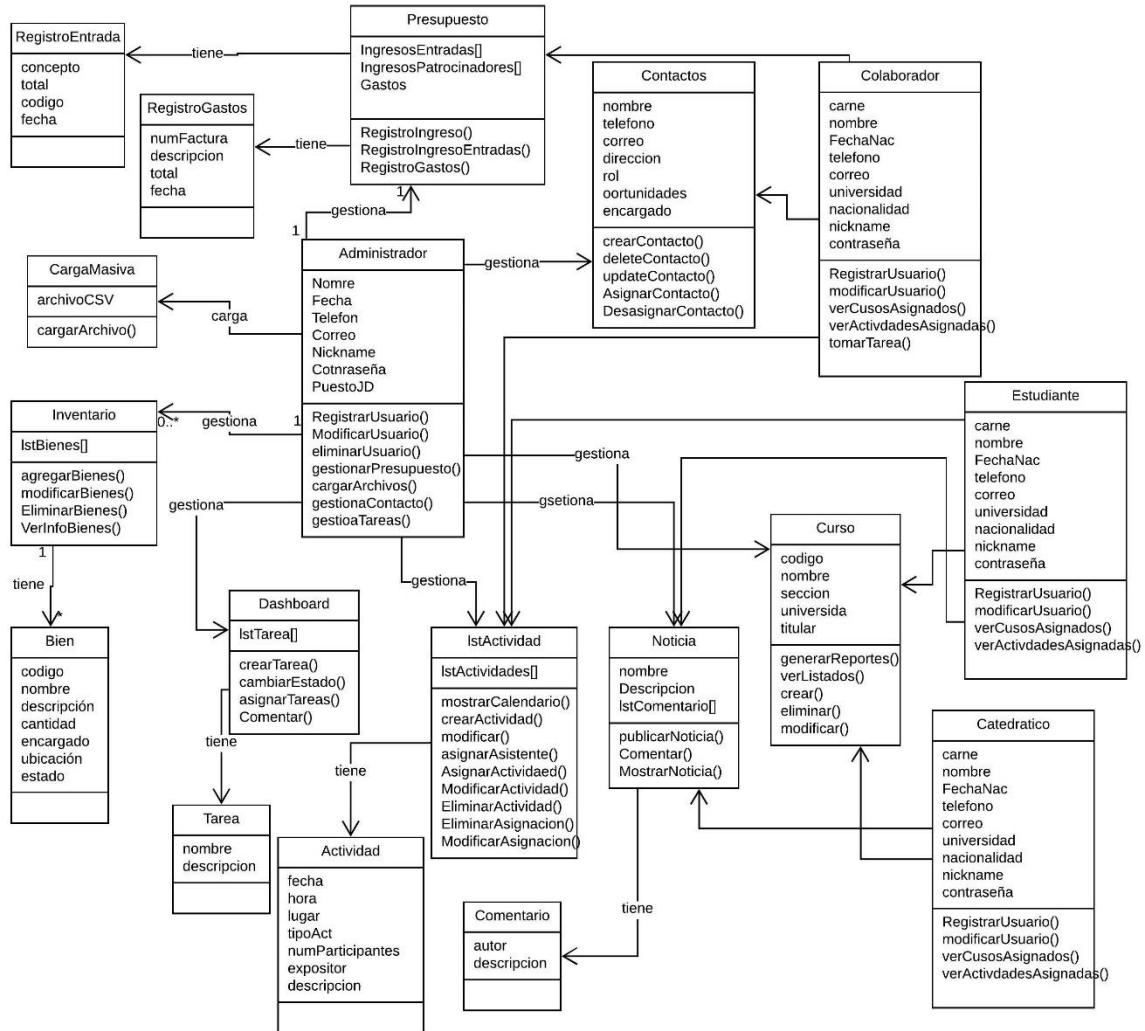 RegistroEntrada
concepto
total
codigo
fecha
tiene
Presupuesto
IngresosEntradas[]
IngresosPatrocinadores[]
Gastos
RegistroIngreso()
RegistroIngresoEntradas()
RegistroGastos()
RegistroGastos
numFactura
descripcion
total
fecha
tiene
Contactos
nombre
telefono
correo
direccion
rol
oortunidades
encargado
crearContacto()
deleteContacto()
updateContacto()
AsignarContacto()
DesasignarContacto()
Colaborador
carne
nombre
FechaNac
telefono
correo
universidad
nacionalidad
nickname
contraseña
RegistrarUsuario()
modificarUsuario()
verCusosAsignados()
verActivdadesAsignadas()
tomarTarea()
1
gestiona
1
Administrador
Nomre
Fecha
Telefon
Correo
Nickname
Cotnraseña
PuestoJD
RegistrarUsuario()
ModificarUsuario()
eliminarUsuario()
gestionarPresupuesto()
cargarArchivos()
gestionaContacto()
gestioaTareas()
gestiona
CargaMasiva
archivoCSV
cargarArchivo()
carga
Inventario
lstBienes[]
agregarBienes()
modificarBienes()
EliminarBienes()
VerInfoBienes()
0..*
gestiona
1
gestiona
gestiona
gsetiona
gestiona
1
tiene
*
Bien
codigo
nombre
descripción
cantidad
encargado
ubicación
estado
Dashboard
lstTarea[]
crearTarea()
cambiarEstado()
asignarTareas()
Comentar()
tiene
Tarea
nombre
descripcion
lstActividad
lstActividades[]
mostrarCalendario()
crearActividad()
modificar()
asignarAsistente()
AsignarActividaed()
ModificarActividad()
EliminarActividad()
EliminarAsignacion()
ModificarAsignacion()
tiene
Actividad
fecha
hora
lugar
tipoAct
numParticipantes
expositor
descripcion
Noticia
nombre
Descripcion
lstComentario[]
publicarNoticia()
Comentar()
MostrarNoticia()
tiene
Comentario
autor
descripcion
Curso
codigo
nombre
seccion
universida
titular
generarReportes()
verListados()
crear()
eliminar()
modificar()
Estudiante
carne
nombre
FechaNac
telefono
correo
universidad
nacionalidad
nickname
contraseña
RegistrarUsuario()
modificarUsuario()
verCusosAsignados()
verActivdadesAsignadas()
Catedratico
carne
nombre
FechaNac
telefono
correo
universidad
nacionalidad
nickname
contraseña
RegistrarUsuario()
modificarUsuario()
verCusosAsignados()
verActivdadesAsignadas()